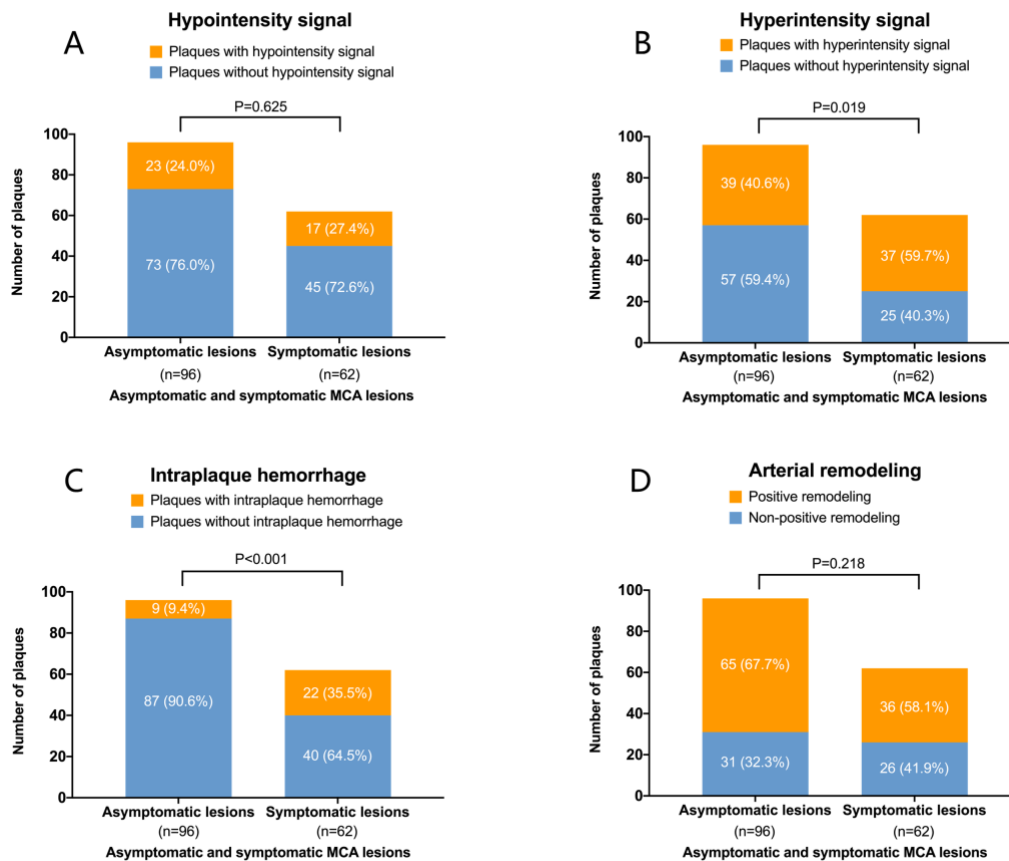 A
Hypointensity signal
Plaques with hypointensity signal
Plaques without hypointensity signal
P=0.625
Number of plaques
100
80
60
40
20
0
23 (24.0%)
73 (76.0%)
17 (27.4%)
45 (72.6%)
Asymptomatic lesions Symptomatic lesions
(n=96) (n=62)
Asymptomatic and symptomatic MCA lesions
B
Hyperintensity signal
Plaques with hyperintensity signal
Plaques without hyperintensity signal
P=0.019
Number of plaques
100
80
60
40
20
0
39 (40.6%)
57 (59.4%)
37 (59.7%)
25 (40.3%)
Asymptomatic lesions Symptomatic lesions
(n=96) (n=62)
Asymptomatic and symptomatic MCA lesions
C
Intraplaque hemorrhage
Plaques with intraplaque hemorrhage
Plaques without intraplaque hemorrhage
P<0.001
Number of plaques
100
80
60
40
20
0
9 (9.4%)
87 (90.6%)
22 (35.5%)
40 (64.5%)
Asymptomatic lesions Symptomatic lesions
(n=96) (n=62)
Asymptomatic and symptomatic MCA lesions
D
Arterial remodeling
Positive remodeling
Non-positive remodeling
P=0.218
Number of plaques
100
80
60
40
20
0
65 (67.7%)
31 (32.3%)
36 (58.1%)
26 (41.9%)
Asymptomatic lesions Symptomatic lesions
(n=96) (n=62)
Asymptomatic and symptomatic MCA lesions